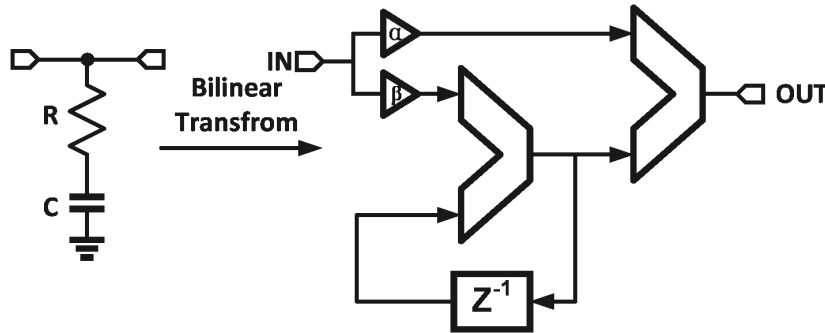 R
C
Bilinear
Transfrom
IN
α
β
Z⁻¹
OUT